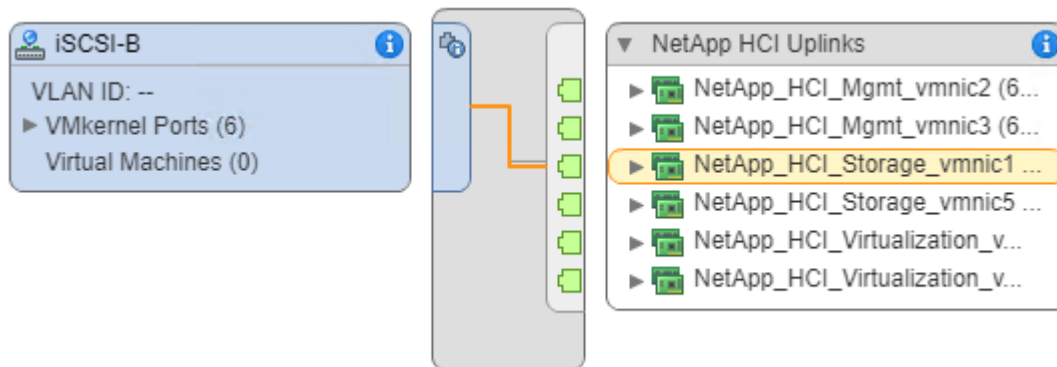 iSCSI-B
VLAN ID: --
VMkernel Ports (6)
Virtual Machines (0)
NetApp HCI Uplinks
NetApp_HCI_Mgmt_vmnic2 (6...
NetApp_HCI_Mgmt_vmnic3 (6...
NetApp_HCI_Storage_vmnic1 ...
NetApp_HCI_Storage_vmnic5 ...
NetApp_HCI_Virtualization_v...
NetApp_HCI_Virtualization_v...